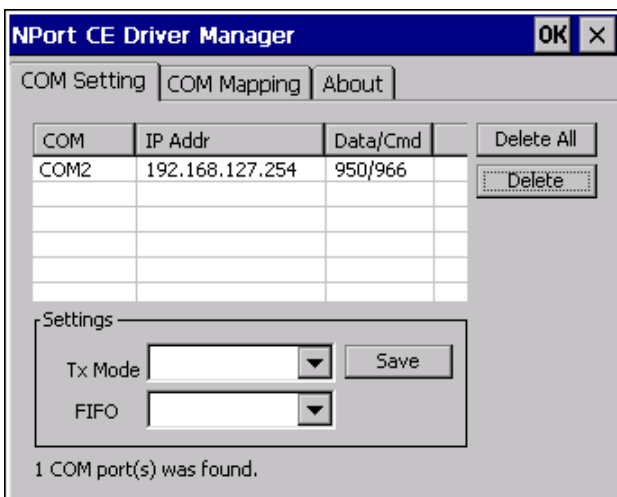 NPort CE Driver Manager OK ×
COM Setting COM Mapping About
COM IP Addr Data/Cmd Delete All
COM2 192.168.127.254 950/966 Delete
Settings
Tx Mode Save
FIFO
1 COM port(s) was found.